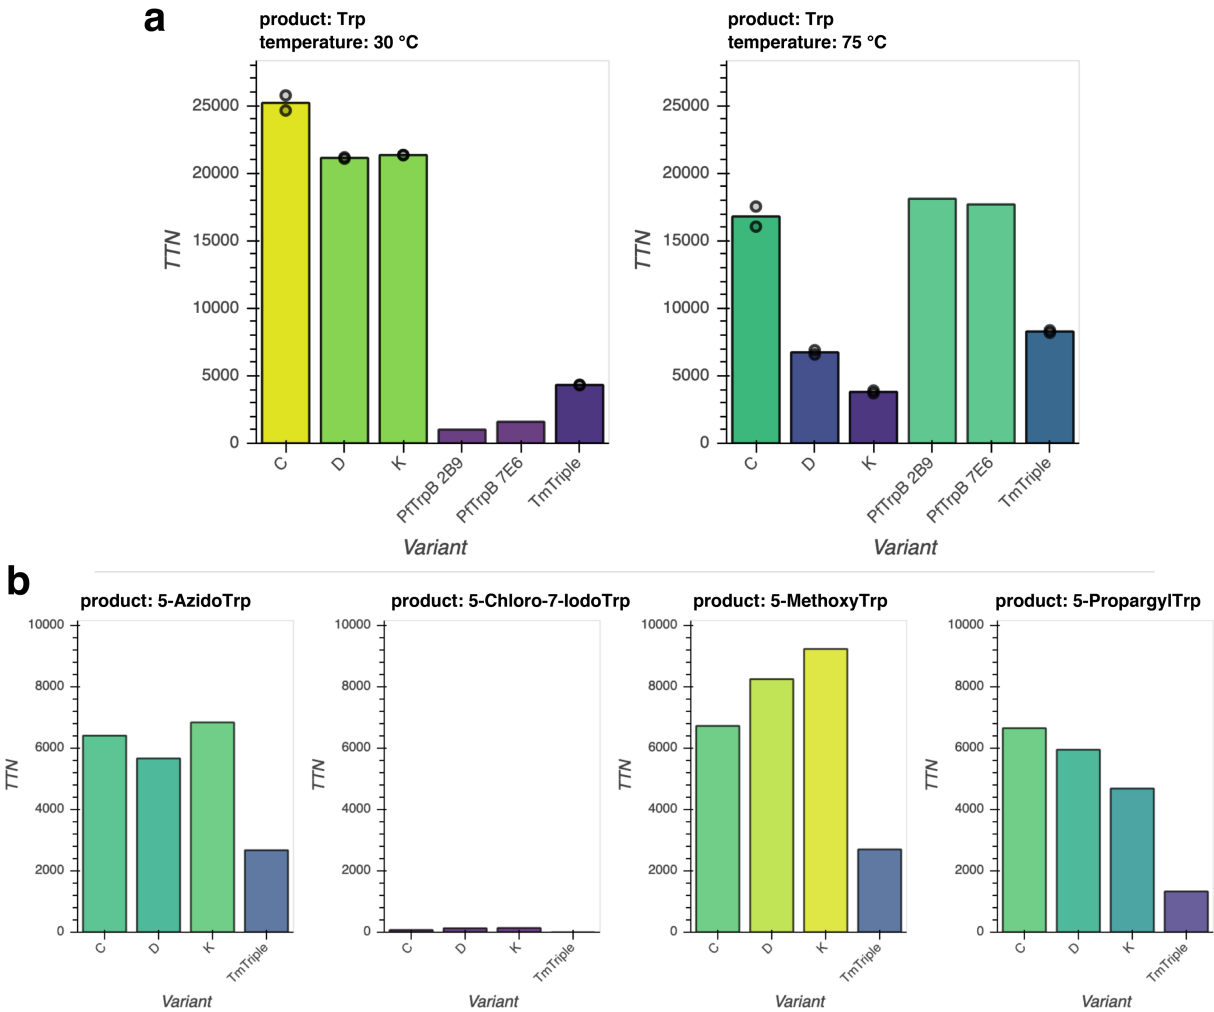 a
product: Trp
temperature: 30 °C
TTN
25000
20000
15000
10000
5000
0
C
D
K
PfTrpB 2B9
PfTrpB 7E6
TmTriple
Variant
product: Trp
temperature: 75 °C
TTN
25000
20000
15000
10000
5000
0
C
D
K
PfTrpB 2B9
PfTrpB 7E6
TmTriple
Variant
b
product: 5-AzidoTrp
TTN
10000
8000
6000
4000
2000
0
C
D
K
TmTriple
Variant
product: 5-Chloro-7-IodoTrp
TTN
10000
8000
6000
4000
2000
0
C
D
K
TmTriple
Variant
product: 5-MethoxyTrp
TTN
10000
8000
6000
4000
2000
0
C
D
K
TmTriple
Variant
product: 5-PropargylTrp
TTN
10000
8000
6000
4000
2000
0
C
D
K
TmTriple
Variant